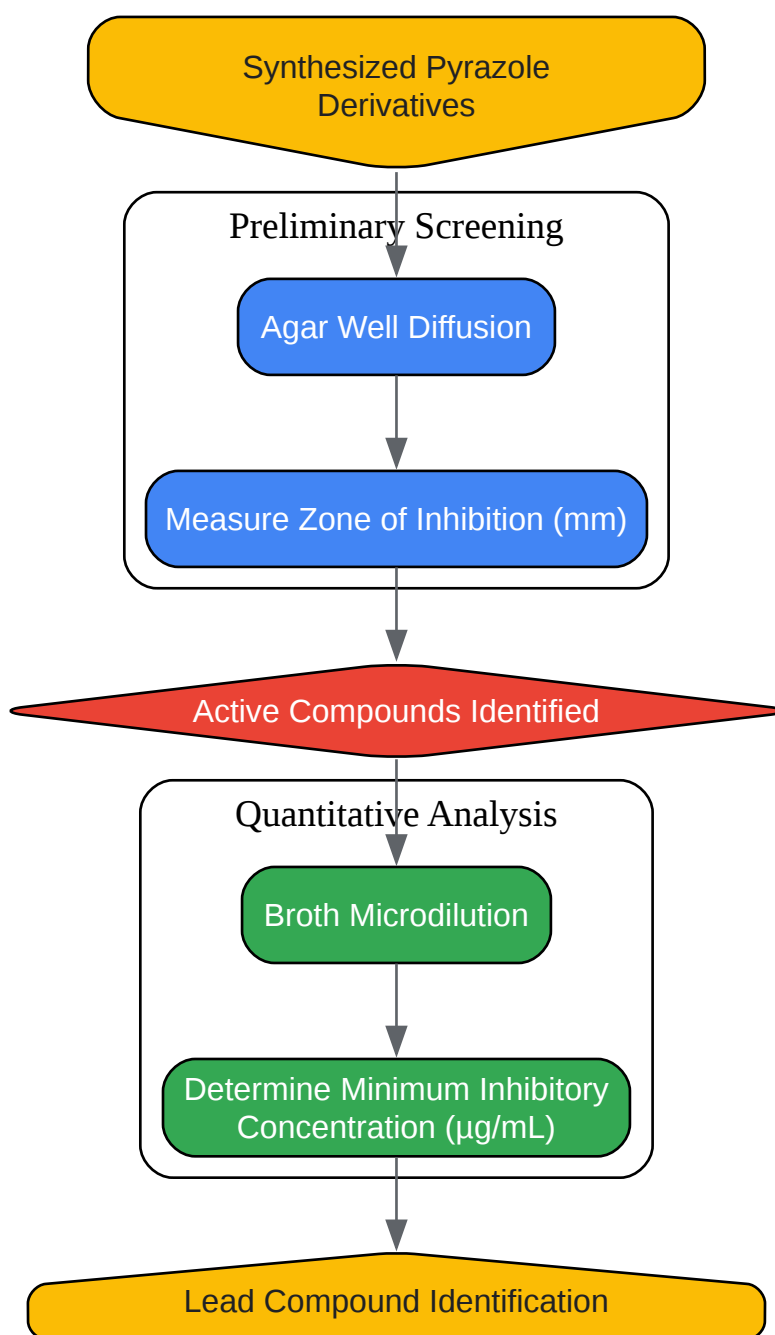 Synthesized Pyrazole
Derivatives
Preliminary Screening
Agar Well Diffusion
Measure Zone of Inhibition (mm)
Active Compounds Identified
Quantitative Analysis
Broth Microdilution
Determine Minimum Inhibitory
Concentration (µg/mL)
Lead Compound Identification